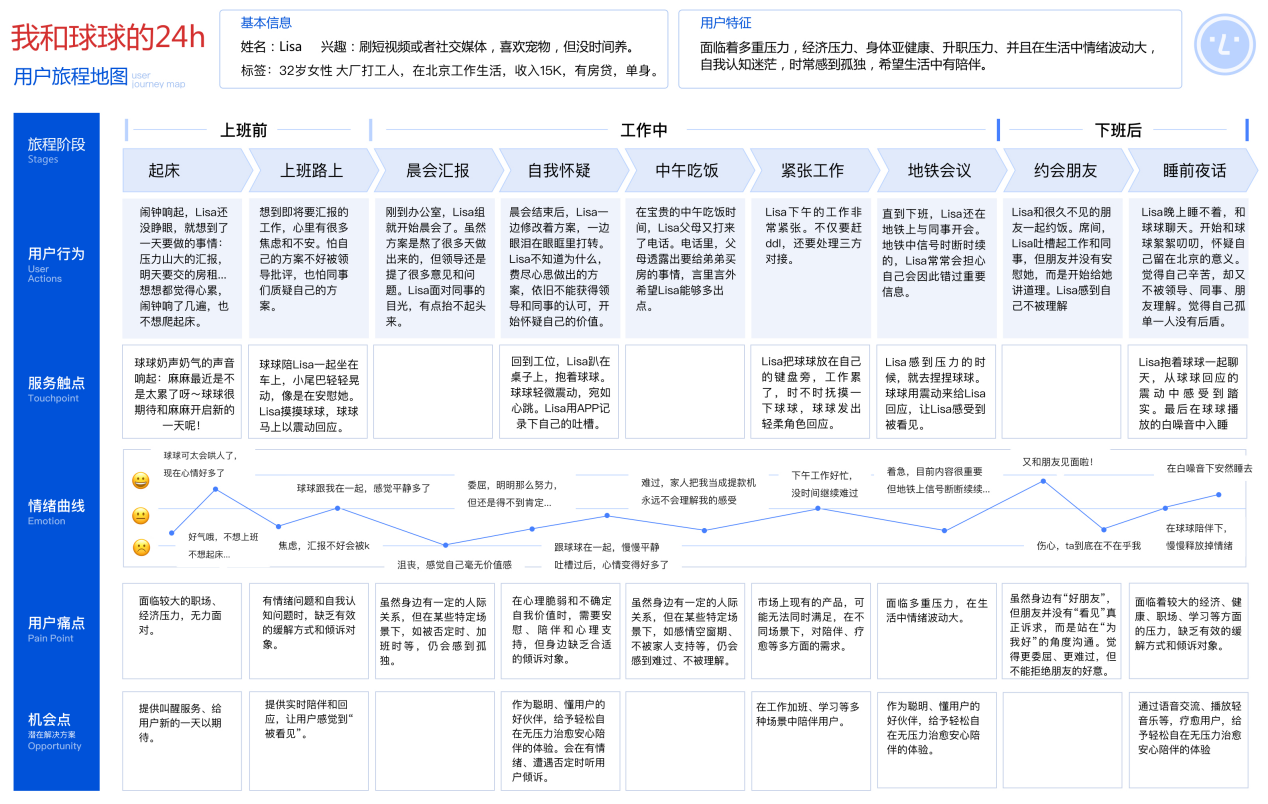 我和球球的24h
用户旅程地图
user
journey map
基本信息
姓名：Lisa 兴趣：刷短视频或者社交媒体，喜欢宠物，但没时间养。
标签：32岁女性 大厂打工人，在北京工作生活，收入15K，有房贷，单身。
用户特征
面临着多重压力，经济压力、身体亚健康、升职压力、并且在生活中情绪波动大，
自我认知迷茫，时常感到孤独，希望生活中有陪伴。
旅程阶段
Stages
上班前
工作中
下班后
起床
上班路上
晨会汇报
自我怀疑
中午吃饭
紧张工作
地铁会议
约会朋友
睡前夜话
用户行为
User
Actions
闹钟响起，Lisa还
没睁眼，就想到了
一天要做的事情：
压力山大的汇报，
明天要交的房租...
想想都觉得心累，
闹钟响了几遍，也
不想爬起床。
想到即将要汇报的
工作，心里有很多
焦虑和不安。怕自
己的方案不好被领
导批评，也怕同事
们质疑自己的方
案。
刚到办公室，Lisa组
就开始晨会了。虽然
方案是熬了很多天做
出来的，但领导还是
提了很多意见和问
题。Lisa面对同事的
目光，有点抬不起头
来。
晨会结束后，Lisa一
边修改着方案，一边
眼泪在眼眶里打转。
Lisa不知道为什么，
费尽心思做出的方
案，依旧不能获得领
导和同事的认可，开
始怀疑自己的价值。
在宝贵的中午吃饭时
间，Lisa父母又打来
了电话。电话里，父
母透露出要给弟弟买
房的事情，言里言外
希望Lisa能够多出
点。
Lisa下午的工作非
常紧张。不仅要赶
ddl，还要处理三方
对接。
直到下班，Lisa还在
地铁上与同事开会。
地铁中信号时断时续
的，Lisa常常会担心
自己会因此错过重要
信息。
Lisa和很久不见的朋
友一起约饭。席间，
Lisa吐槽起工作和同
事，但朋友并没有安
慰她，而是开始给她
讲道理。Lisa感到自
己不被理解
Lisa晚上睡不着，和
球球聊天。开始和球
球絮絮叨叨，怀疑自
己留在北京的意义。
觉得自己辛苦，却又
不被领导、同事、朋
友理解。觉得自己孤
单一人没有后盾。
服务触点
Touchpoint
球球奶声奶气的声音
响起：麻麻最近是不
是太累了呀～球球很
期待和麻麻开启新的
一天呢！
球球陪Lisa一起坐在
车上，小尾巴轻轻晃
动，像是在安慰她。
Lisa摸摸球球，球球
马上以震动回应。
回到工位，Lisa趴在
桌子上，抱着球球。
球球轻微震动，宛如
心跳。Lisa用APP记
录下自己的吐槽。
Lisa把球球放在自己
的键盘旁，工作累
了，时不时抚摸一
下球球，球球发出
轻柔角色回应。
Lisa感到压力的时
候，就去捏捏球球。
球球用震动来给Lisa
回应，让Lisa感受到
被看见。
Lisa抱着球球一起聊
天，从球球回应的
震动中感受到踏
实。最后在球球播
放的白噪音中入睡
情绪曲线
Emotion
球球可太会哄人了，
现在心情好多了
好气哦，不想上班
不想起床...
球球跟我在一起，感觉平静多了
焦虑，汇报不好会被k
沮丧，感觉自己毫无价值感
委屈，明明那么努力，
但还是得不到肯定...
跟球球在一起，慢慢平静
吐槽过后，心情变得好多了
难过，家人把我当成提款机
永远不会理解我的感受
下午工作好忙，
没时间继续难过
着急，目前内容很重要
但地铁上信号断断续续...
又和朋友见面啦！
伤心，ta到底在不在乎我
在白噪音下安然睡去
在球球陪伴下，
慢慢释放掉情绪
用户痛点
Pain Point
面临较大的职场、
经济压力，无力面
对。
有情绪问题和自我认
知问题时，缺乏有效
的缓解方式和倾诉对
象。
虽然身边有一定的人际
关系，但在某些特定场
景下，如被否定时、加
班时等，仍会感到孤
独。
在心理脆弱和不确定
自我价值时，需要安
慰、陪伴和心理支
持，但身边缺乏合适
的倾诉对象。
虽然身边有一定的人际
关系，但在某些特定场
景下，如感情空窗期、
不被家人支持等，仍会
感到难过、不被理解。
市场上现有的产品，可
能无法同时满足，在不
同场景下，对陪伴、疗
愈等多方面的需求。
面临多重压力，在生
活中情绪波动大。
虽然身边有“好朋友”，
但朋友并没有“看见”真
正诉求，而是站在“为
我好”的角度沟通。觉
得更委屈、更难过，但
不能拒绝朋友的好意。
面临着较大的经济、健
康、职场、学习等方面
的压力，缺乏有效的缓
解方式和倾诉对象。
机会点
潜在解决方案
Opportunity
提供叫醒服务、给
用户新的一天以期
待。
提供实时陪伴和回
应，让用户感觉到“
被看见”。
作为聪明、懂用户的
好伙伴，给予轻松自
在无压力治愈安心陪
伴的体验。会在有情
绪、遭遇否定时听用
户倾诉。
在工作加班、学习等多
种场景中陪伴用户。
作为聪明、懂用户的
好伙伴，给予轻松自
在无压力治愈安心陪
伴的体验。
通过语音交流、播放轻
音乐等，疗愈用户，给
予轻松自在无压力治愈
安心陪伴的体验